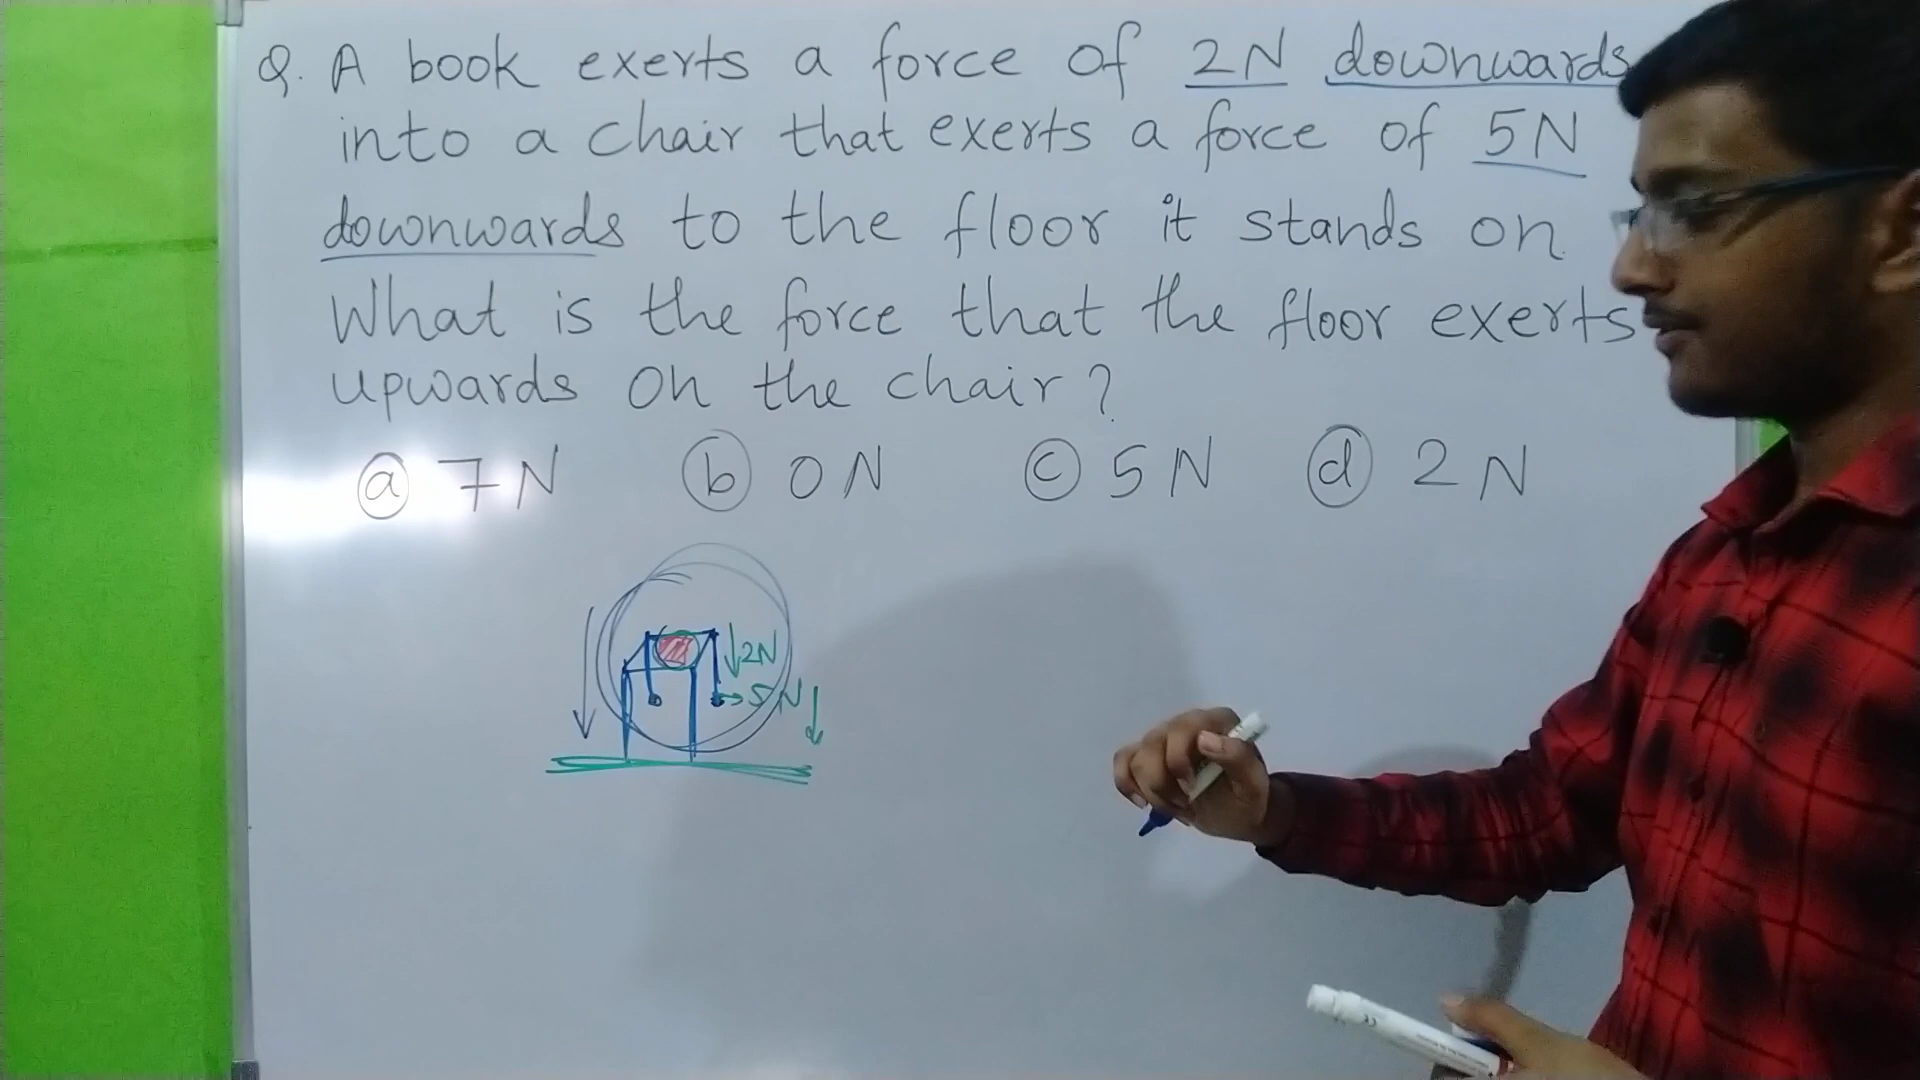 Q. A book exerts a force of 2N downwards
into a chair that exerts a force of 5N
downwards to the floor it stands on
What is the force that the floor exerts
upwards on the chair?
ⓐ 7N ⓑ 0N ⓒ 5N ⓓ 2N
↓2N
→5N↓